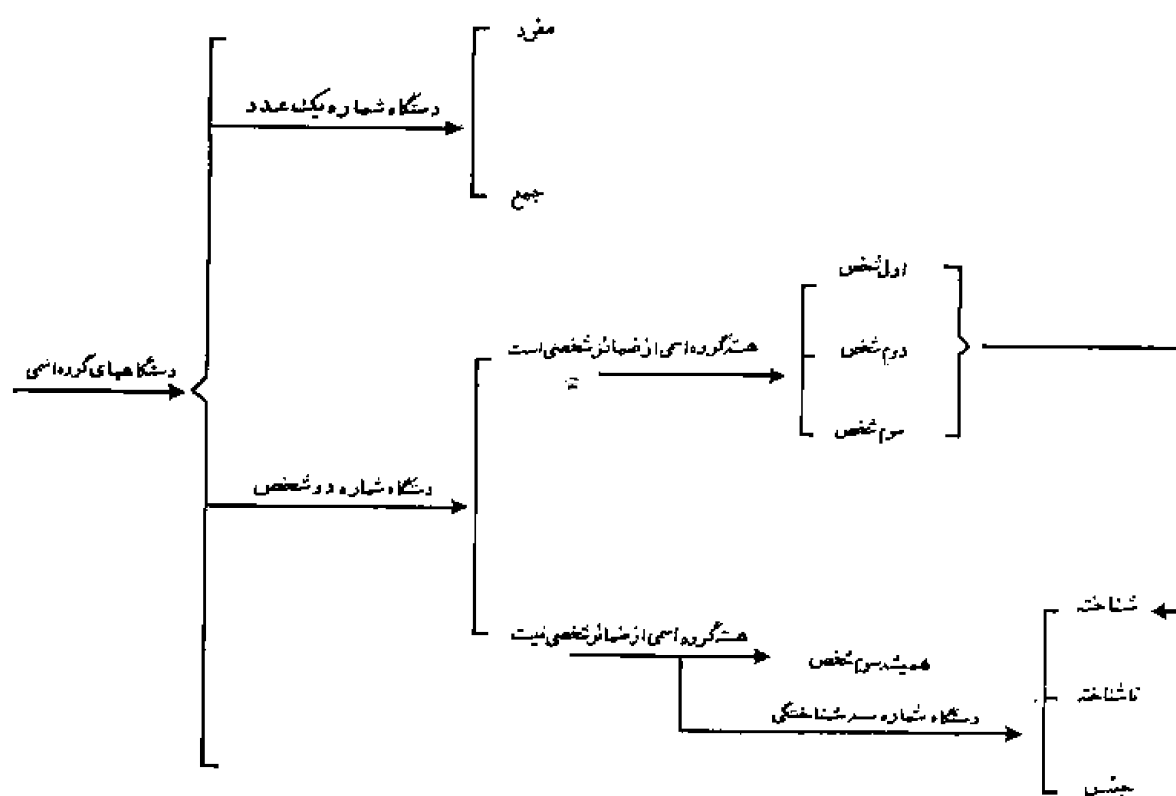 مفرد
دستگاه شماره یک عدد
جمع
اول شخص
هستهٔ گروه اسمی از ضمائر شخصی است
دوم شخص
دستگاههای گروه اسمی
سوم شخص
دستگاه شماره دو شخص
شناخته
هستهٔ گروه اسمی از ضمائر شخصی نیست
همیشه سوم شخص
ناشناخته
دستگاه شماره سه شناختگی
جنس